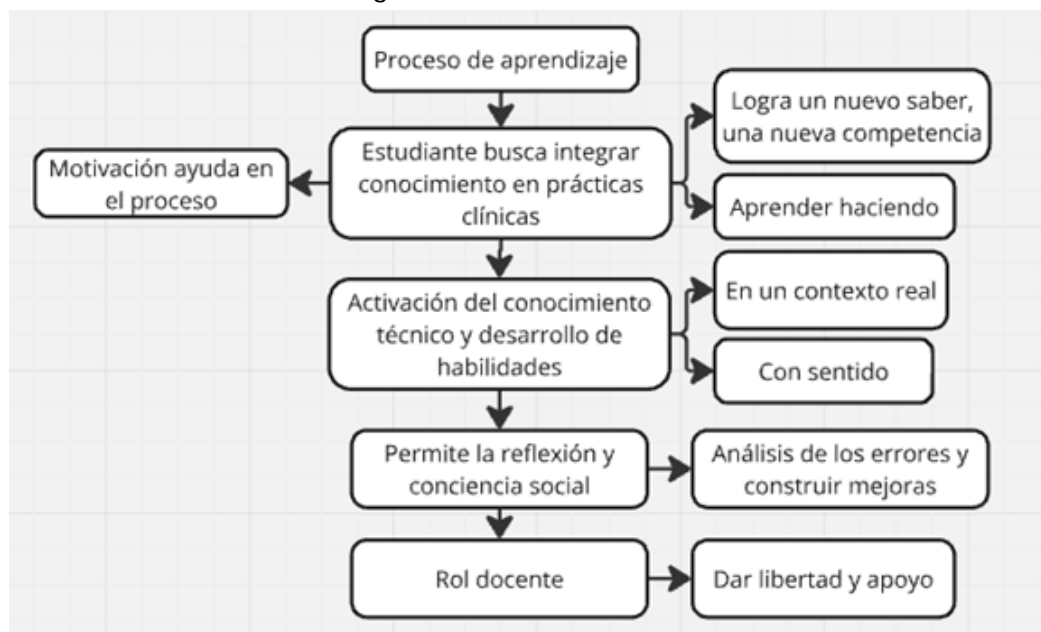 Proceso de aprendizaje
Logra un nuevo saber,
una nueva competencia
Estudiante busca integrar
conocimiento en prácticas
clínicas
Motivación ayuda en
el proceso
Aprender haciendo
Activación del conocimiento
técnico y desarrollo de
habilidades
En un contexto real
Con sentido
Permite la reflexión y
conciencia social
Análisis de los errores y
construir mejoras
Rol docente
Dar libertad y apoyo